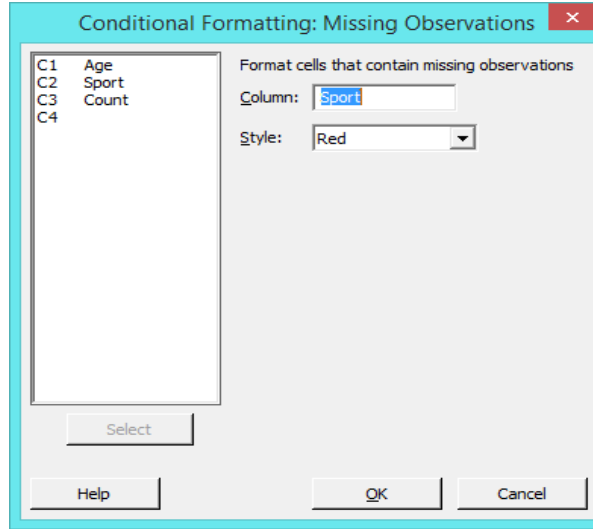 Conditional Formatting: Missing Observations
C1 Age
C2 Sport
C3 Count
C4
Format cells that contain missing observations
Column: Sport
Style: Red
Select
Help
OK
Cancel